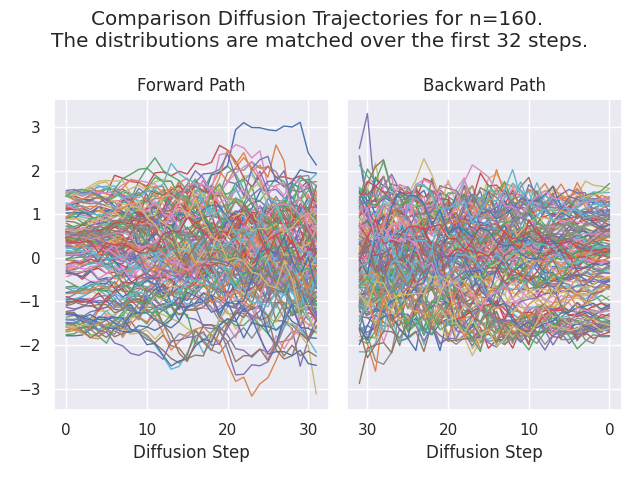 Comparison Diffusion Trajectories for n=160.
The distributions are matched over the first 32 steps.
Forward Path
Backward Path
3
2
1
0
−1
−2
−3
0 10 20 30
30 20 10 0
Diffusion Step
Diffusion Step